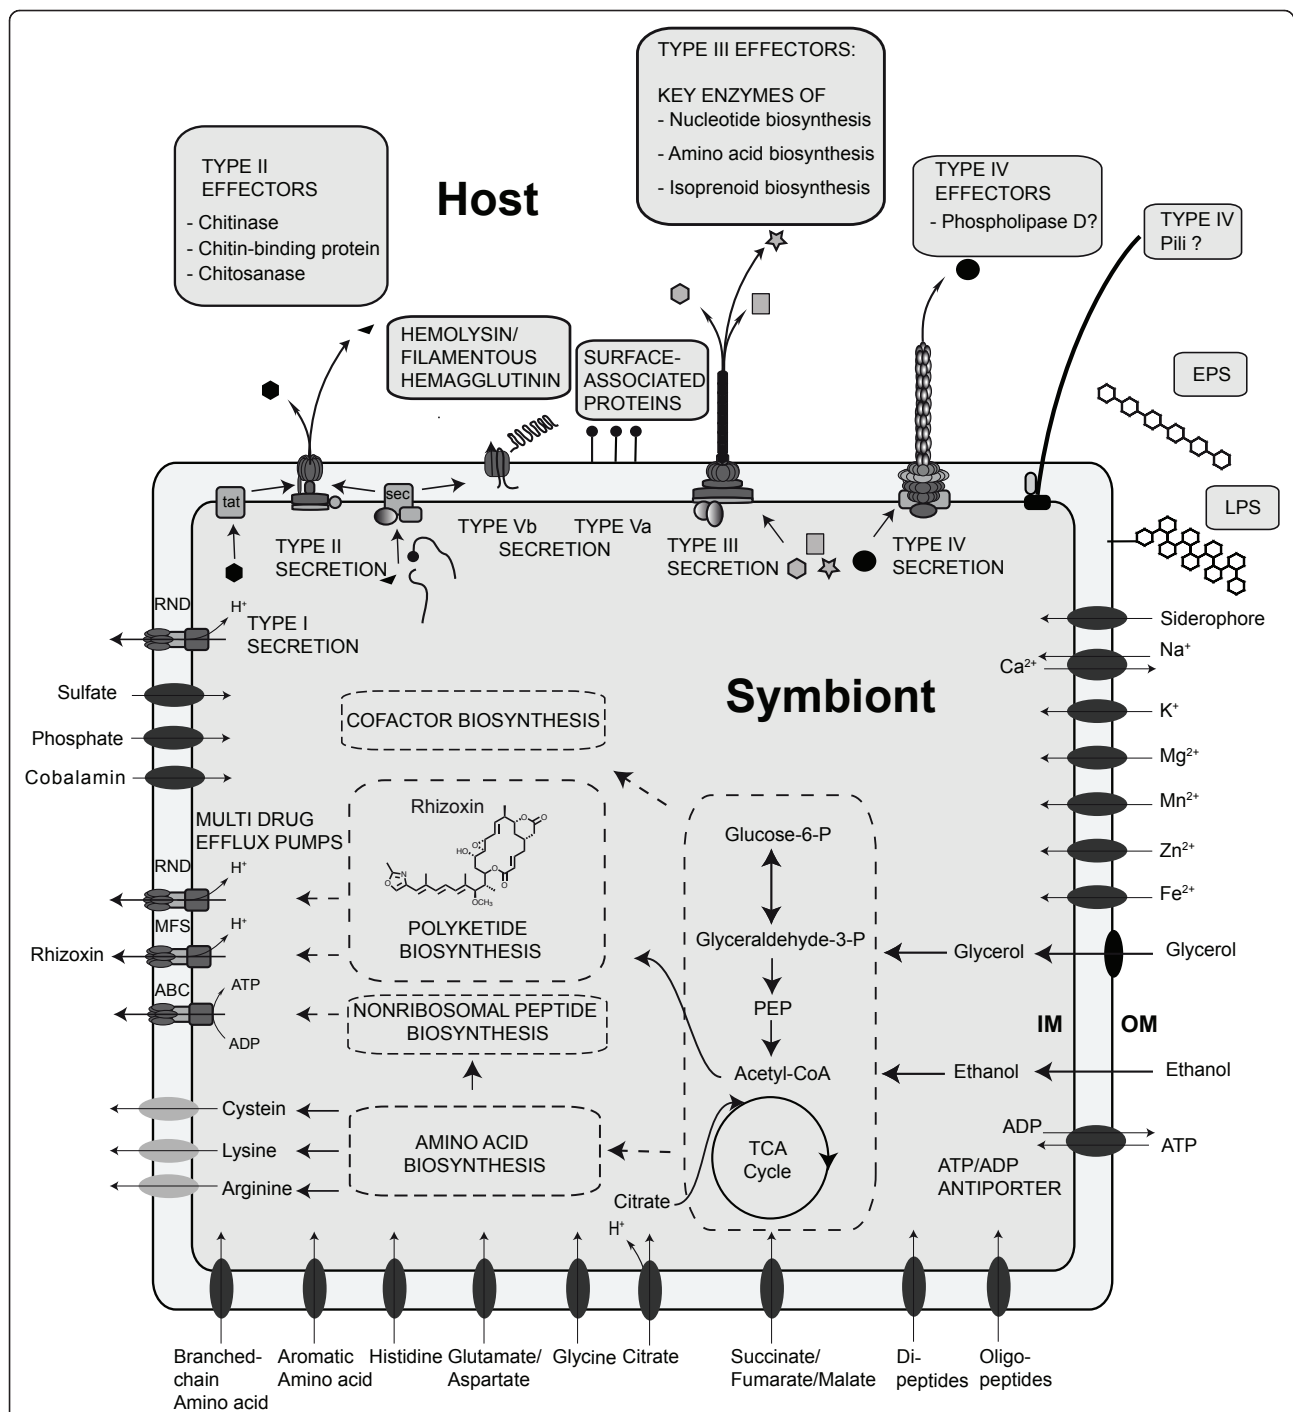 TYPE III EFFECTORS:
KEY ENZYMES OF
- Nucleotide biosynthesis
- Amino acid biosynthesis
- Isoprenoid biosynthesis
TYPE II
EFFECTORS
- Chitinase
- Chitin-binding protein
- Chitosanase
Host
TYPE IV
EFFECTORS
- Phospholipase D?
TYPE IV
Pili ?
HEMOLYSIN/
FILAMENTOUS
HEMAGGLUTININ
SURFACE-
ASSOCIATED
PROTEINS
EPS
LPS
tat
sec
TYPE II
SECRETION
TYPE Vb
TYPE Va
SECRETION
TYPE III
SECRETION
TYPE IV
SECRETION
RND
H+
TYPE I
SECRETION
Sulfate
Phosphate
Cobalamin
Symbiont
Siderophore
Na+
Ca2+
K+
Mg2+
Mn2+
Zn2+
Fe2+
COFACTOR BIOSYNTHESIS
MULTI DRUG
EFFLUX PUMPS
Rhizoxin
O
O
O
HO
O
O
N
O
OCH3
POLYKETIDE
BIOSYNTHESIS
RND
H+
MFS
H+
Rhizoxin
ABC
ATP
ADP
NONRIBOSOMAL PEPTIDE
BIOSYNTHESIS
Glucose-6-P
Glyceraldehyde-3-P
PEP
Acetyl-CoA
TCA
Cycle
Citrate
Glycerol
Glycerol
IM
OM
Ethanol
Ethanol
ADP
ATP
ATP/ADP
ANTIPORTER
Cystein
Lysine
Arginine
AMINO ACID
BIOSYNTHESIS
H+
Branched-
chain
Amino acid
Aromatic
Amino acid
Histidine
Glutamate/
Aspartate
Glycine
Citrate
Succinate/
Fumarate/Malate
Di-
peptides
Oligo-
peptides